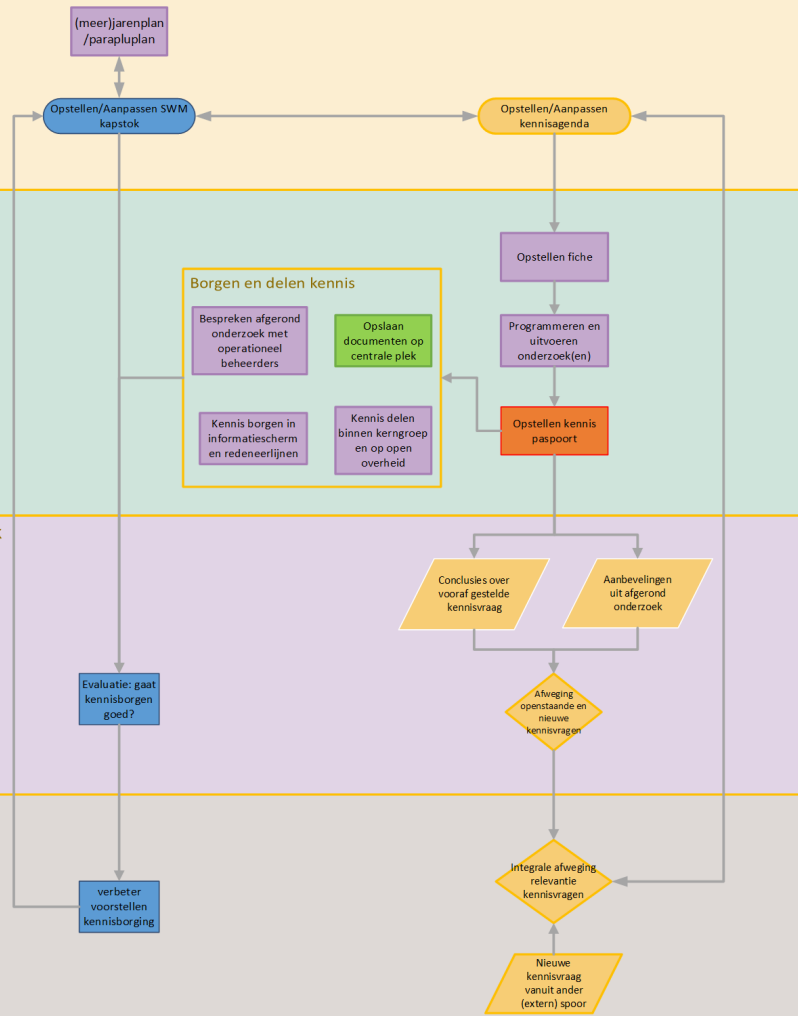 (meer)jarenplan
/parapluplan
Opstellen/Aanpassen SWM
kapstok
Opstellen/Aanpassen
kennisagenda
Opstellen fiche
Borgen en delen kennis
Bespreken afgerond
onderzoek met
operationeel
beheerders
Opslaan
documenten op
centrale plek
Programmeren en
uitvoeren
onderzoek(en)
Kennis borgen in
informatiescherm
en redeneerlijnen
Kennis delen
binnen kerngroep
en op open
overheid
Opstellen kennis
paspoort
Conclusies over
vooraf gestelde
kennisvraag
Aanbevelingen
uit afgerond
onderzoek
Evaluatie: gaat
kennisborgen
goed?
Afweging
openstaande en
nieuwe
kennisvragen
Integrale afweging
relevantie
kennisvragen
verbeter
voorstellen
kennisborging
Nieuwe
kennisvraag
vanuit ander
(extern) spoor